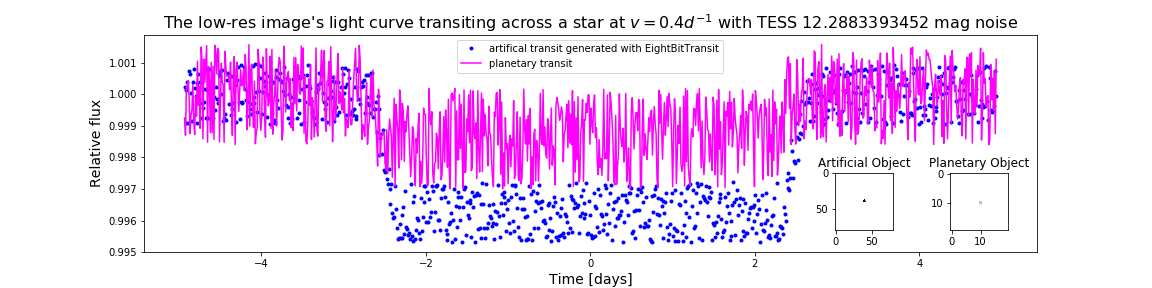 The low-res image's light curve transiting across a star at v = 0.4d⁻¹ with TESS 12.2883393452 mag noise
artifical transit generated with EightBitTransit
planetary transit
Relative flux
1.001
1.000
0.999
0.998
0.997
0.996
0.995
Artificial Object
0
50
0
50
Planetary Object
0
10
0
10
−4
−2
0
2
4
Time [days]